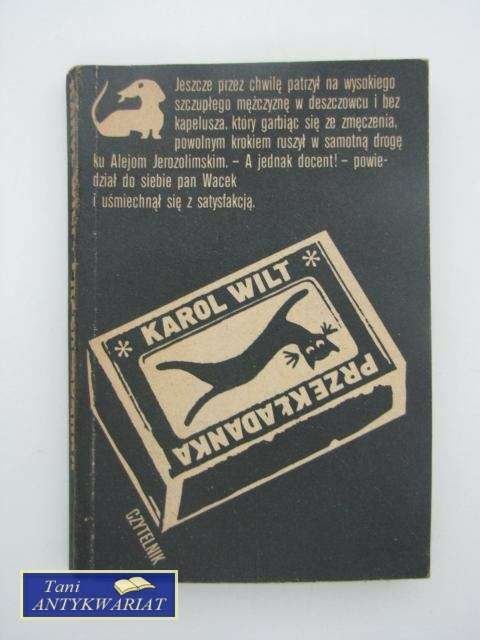 Jeszcze przez chwilę patrzył na wysokiego
szczupłego mężczyznę w deszczowcu i bez
kapelusza, który garbiąc się ze zmęczenia,
powolnym krokiem ruszył w samotną drogę
ku Alejom Jerozolimskim. – A jednak docent! – powie-
dział do siebie pan Wacek
i uśmiechnął się z satysfakcją.
* KAROL WILT *
PRZEKŁADANKA
CZYTELNIK
Tani
ANTYKWARIAT